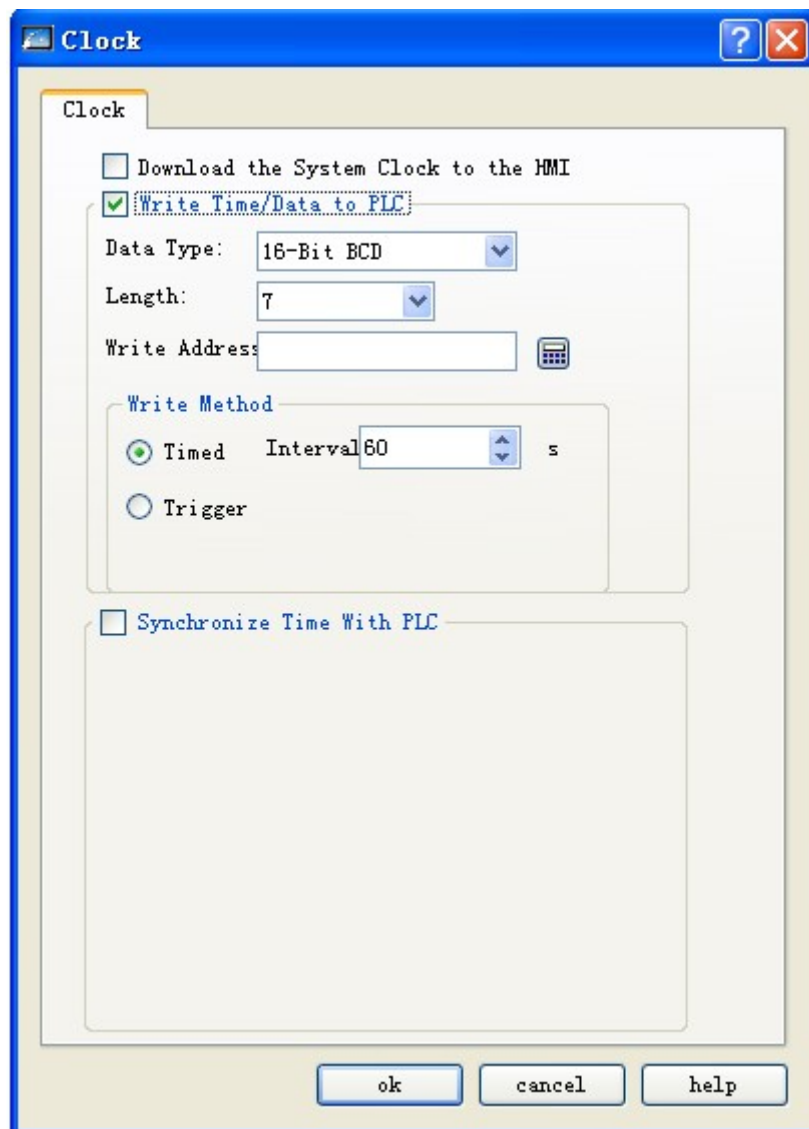 Clock
Clock
Download the System Clock to the HMI
Write Time/Data to PLC
Data Type: 16-Bit BCD
Length: 7
Write Address
Write Method
Timed Interval 60 s
Trigger
Synchronize Time With PLC
ok cancel help